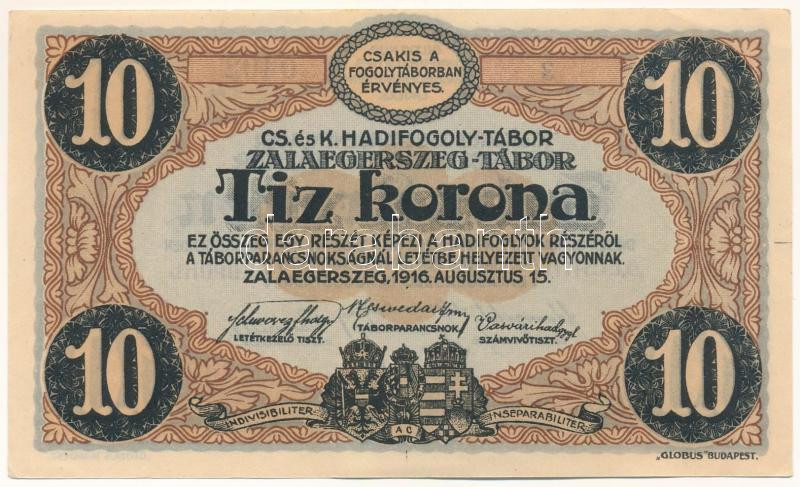 10
10
CSAKIS A
FOGOLYTÁBORBAN
ÉRVÉNYES.
CS. és K. HADIFOGOLY-TÁBOR
ZALAEGERSZEG-TÁBOR
Tiz korona
EZ ÖSSZEG EGY RÉSZÉT KÉPEZI A HADIFOGLYOK RÉSZÉRŐL
A TÁBORPARANCSNOKSÁGNÁL LETÉTBE HELYEZETT VAGYONNAK.
ZALAEGERSZEG, 1916. AUGUSZTUS 15.
LETÉTKEZELŐ TISZT.
TÁBORPARANCSNOK
SZÁMVIVŐTISZT.
10
10
INDIVISIBILITER
INSEPARABILITER
A C
„GLOBUS" BUDAPEST.
darabanth